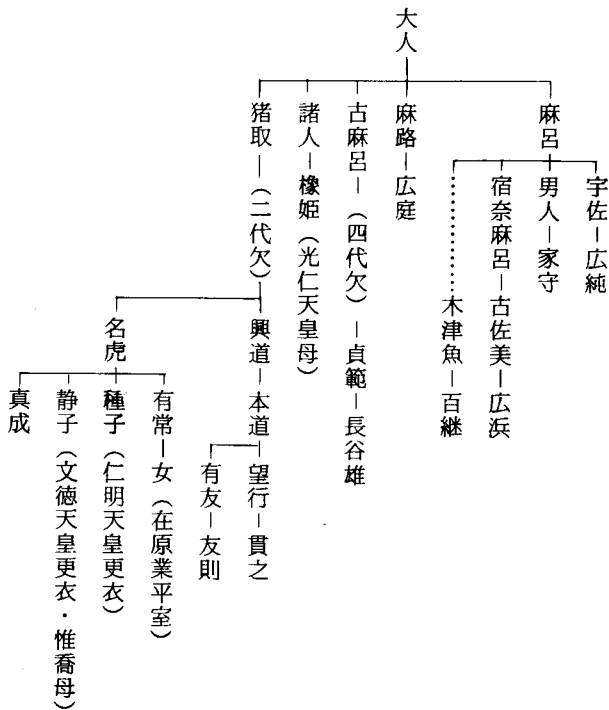 大人
麻呂
宇佐―広純
男人―家守
宿奈麻呂―古佐美―広浜
木津魚―百継
麻路―広庭
古麻呂―(四代欠)―貞範―長谷雄
諸人―橡姫(光仁天皇母)
猪取―(二代欠)
興道―本道―望行―貫之
有友―友則
名虎
有常―女(在原業平室)
種子(仁明天皇更衣)
静子(文徳天皇更衣・惟喬母)
真成